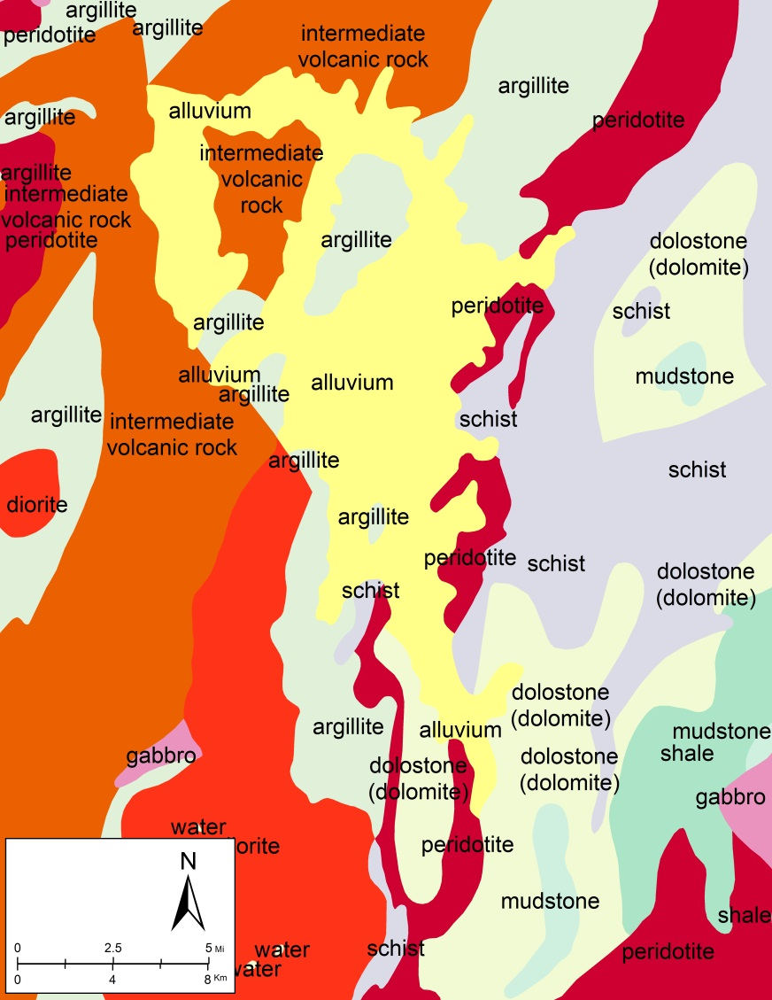 argillite
peridotite
argillite
intermediate
volcanic rock
argillite
alluvium
argillite
peridotite
intermediate
volcanic
rock
argillite
intermediate
volcanic rock
peridotite
argillite
dolostone
(dolomite)
peridotite
schist
argillite
alluvium
argillite
alluvium
mudstone
argillite
intermediate
volcanic rock
schist
argillite
schist
diorite
argillite
peridotite
schist
dolostone
(dolomite)
schist
dolostone
(dolomite)
argillite
alluvium
mudstone
shale
gabbro
dolostone
(dolomite)
dolostone
(dolomite)
gabbro
water
iorite
peridotite
N
mudstone
shale
0 2.5 5 Mi
0 4 8 Km
water
water
schist
peridotite